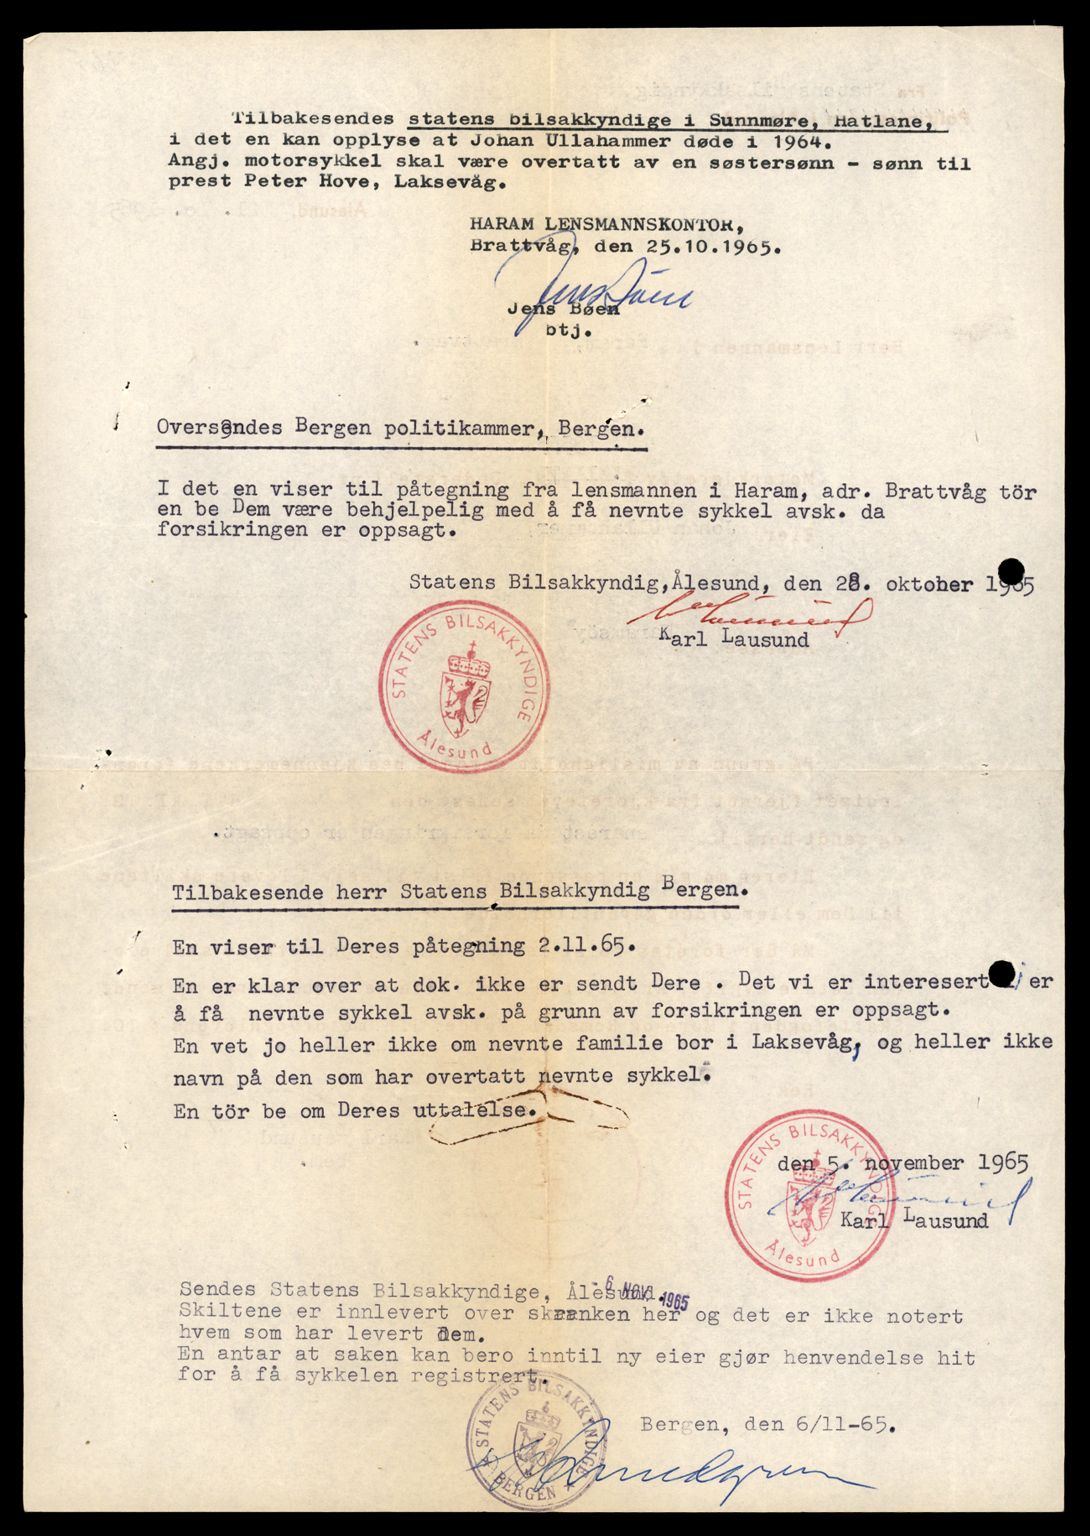 Tilbakesendes statens bilsakkyndige i Sunnmøre, Hatlane,
i det en kan opplyse at Johan Ullahammer døde i 1964.
Angj. motorsykkel skal være overtatt av en søstersønn - sønn til
prest Peter Hove, Laksevåg.
HARAM LENSMANNSKONTOR,
Brattvåg, den 25.10.1965.
Jens Bøen
Jens Bøen
btj.
Oversendes Bergen politikammer, Bergen.
I det en viser til påtegning fra lensmannen i Haram, adr. Brattvåg tör
en be Dem være behjelpelig med å få nevnte sykkel avsk. da
forsikringen er oppsagt.
Statens Bilsakkyndig,Ålesund, den 28. oktober 1965
Karl Lausund
STATENS BILSAKKYNDIGE
Ålesund
Tilbakesende herr Statens Bilsakkyndig Bergen.
En viser til Deres påtegning 2.11.65.
En er klar over at dok. ikke er sendt Dere . Det vi er interesert i er
å få nevnte sykkel avsk. på grunn av forsikringen er oppsagt.
En vet jo heller ikke om nevnte familie bor i Laksevåg, og heller ikke
navn på den som har overtatt nevnte sykkel.
En tör be om Deres uttalelse.
den 5. november 1965
Karl Lausund
STATENS BILSAKKYNDIGE
Ålesund
Sendes Statens Bilsakkyndige, Ålesund.
- 6 NOV. 1965
Skiltene er innlevert over skranken her og det er ikke notert
hvem som har levert dem.
En antar at saken kan bero inntil ny eier gjør henvendelse hit
for å få sykkelen registrert.
STATENS BILSAKKYNDIGE
BERGEN
Bergen, den 6/11-65.